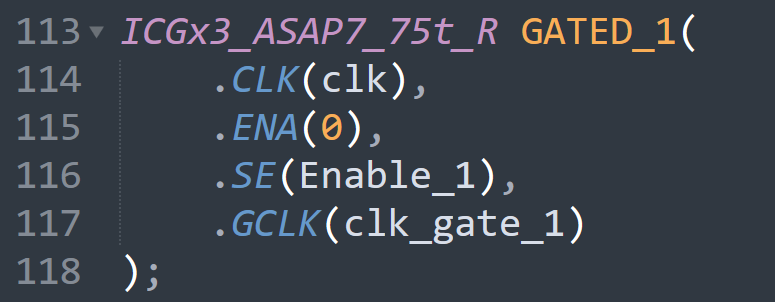 113 ▾ ICGx3_ASAP7_75t_R GATED_1(
114     .CLK(clk),
115     .ENA(0),
116     .SE(Enable_1),
117     .GCLK(clk_gate_1)
118 );